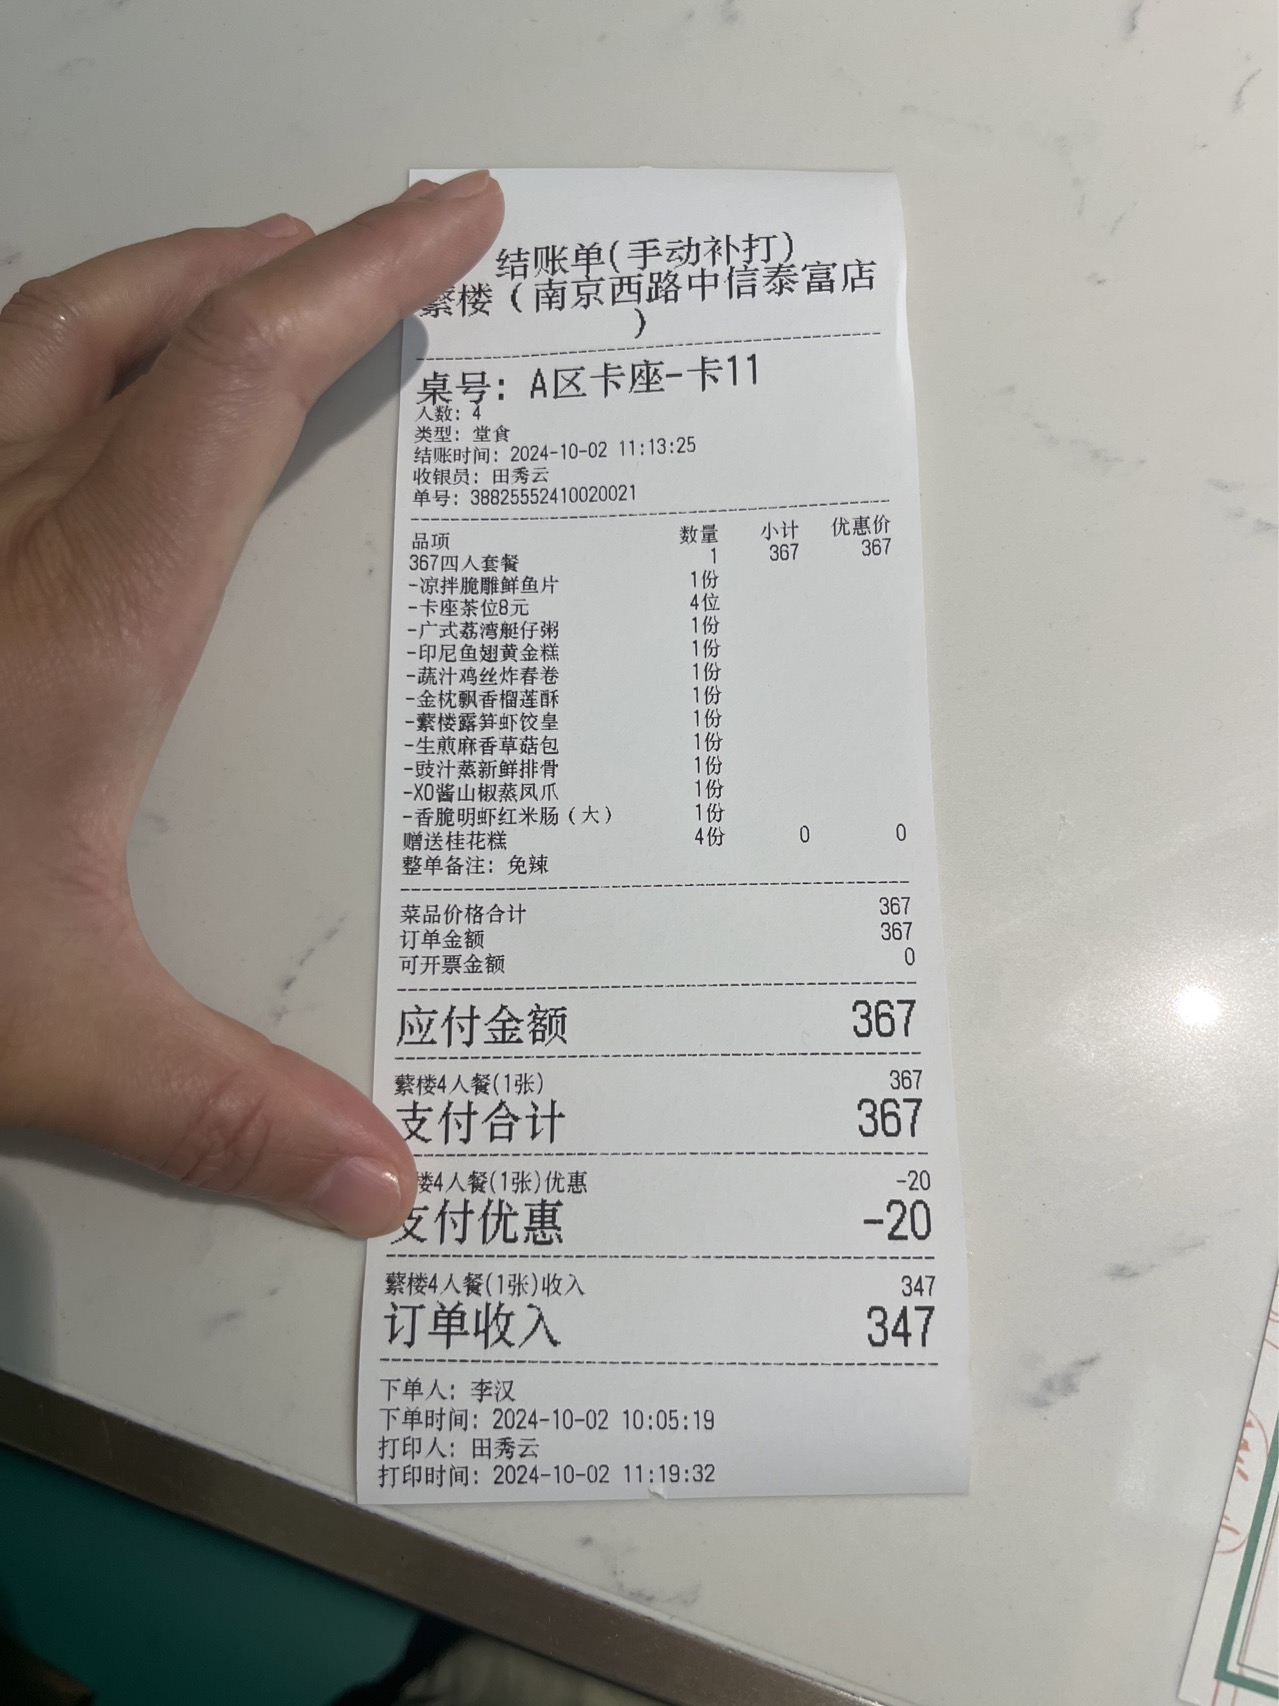 结账单(手动补打)
蘩楼（南京西路中信泰富店
）
桌号: A区卡座-卡11
人数: 4
类型: 堂食
结账时间: 2024-10-02 11:13:25
收银员: 田秀云
单号: 38825552410020021
品项 数量 小计 优惠价
367四人套餐 1 367 367
-凉拌脆雕鲜鱼片 1份
-卡座茶位8元 4位
-广式荔湾艇仔粥 1份
-印尼鱼翅黄金糕 1份
-蔬汁鸡丝炸春卷 1份
-金枕飘香榴莲酥 1份
-蘩楼露笋虾饺皇 1份
-生煎麻香草菇包 1份
-豉汁蒸新鲜排骨 1份
-XO酱山椒蒸凤爪 1份
-香脆明虾红米肠（大） 1份
赠送桂花糕 4份 0 0
整单备注: 免辣
菜品价格合计 367
订单金额 367
可开票金额 0
应付金额 367
蘩楼4人餐(1张) 367
支付合计 367
楼4人餐(1张)优惠 -20
支付优惠 -20
蘩楼4人餐(1张)收入 347
订单收入 347
下单人: 李汉
下单时间: 2024-10-02 10:05:19
打印人: 田秀云
打印时间: 2024-10-02 11:19:32